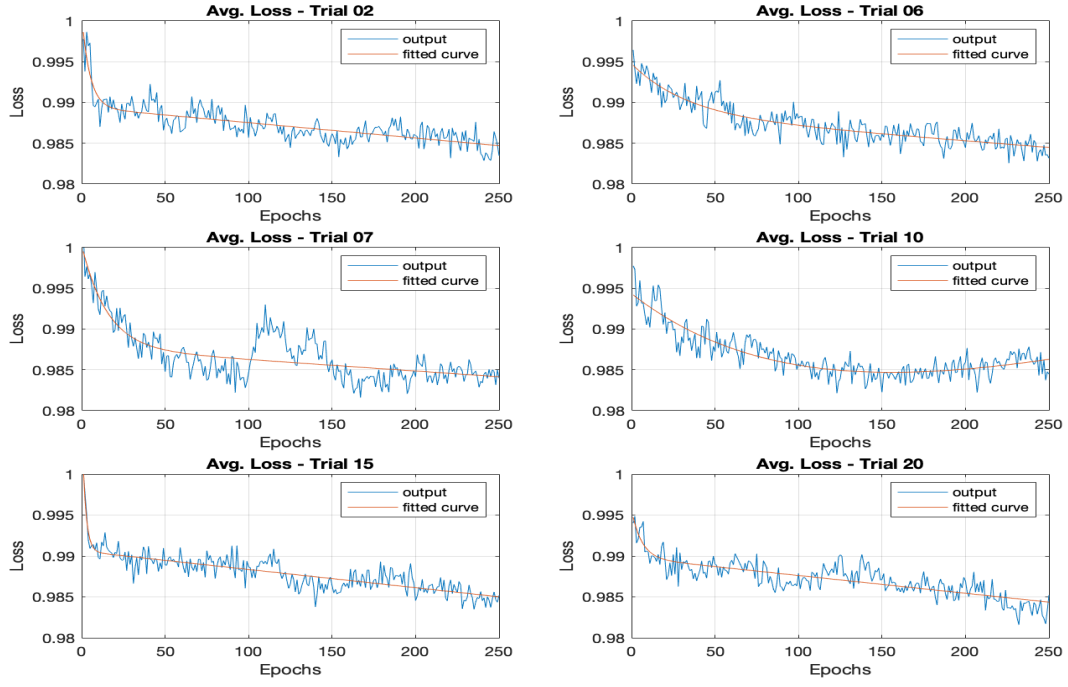 Avg. Loss - Trial 02
Loss
1
0.995
0.99
0.985
0.98
output
fitted curve
0
50
100
150
200
250
Epochs
Avg. Loss - Trial 06
Loss
1
0.995
0.99
0.985
0.98
output
fitted curve
0
50
100
150
200
250
Epochs
Avg. Loss - Trial 07
Loss
1
0.995
0.99
0.985
0.98
output
fitted curve
0
50
100
150
200
250
Epochs
Avg. Loss - Trial 10
Loss
1
0.995
0.99
0.985
0.98
output
fitted curve
0
50
100
150
200
250
Epochs
Avg. Loss - Trial 15
Loss
1
0.995
0.99
0.985
0.98
output
fitted curve
0
50
100
150
200
250
Epochs
Avg. Loss - Trial 20
Loss
1
0.995
0.99
0.985
0.98
output
fitted curve
0
50
100
150
200
250
Epochs